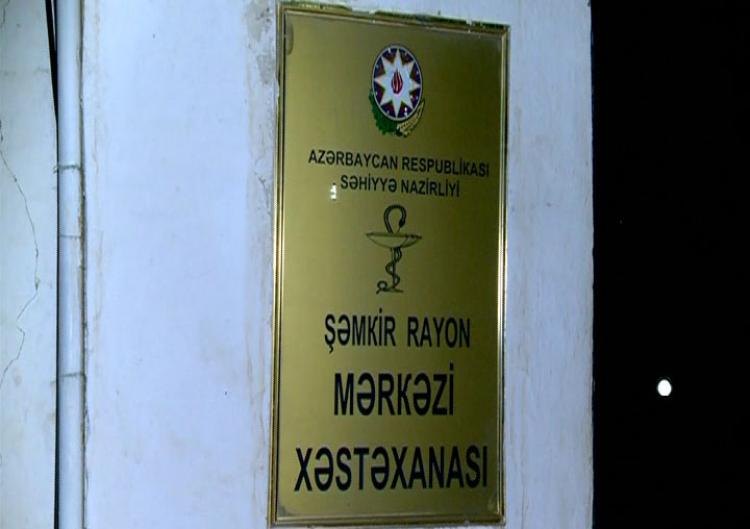 AZƏRBAYCAN RESPUBLİKASI
SƏHİYYƏ NAZİRLİYİ
ŞƏMKİR RAYON
MƏRKƏZİ
XƏSTƏXANASI